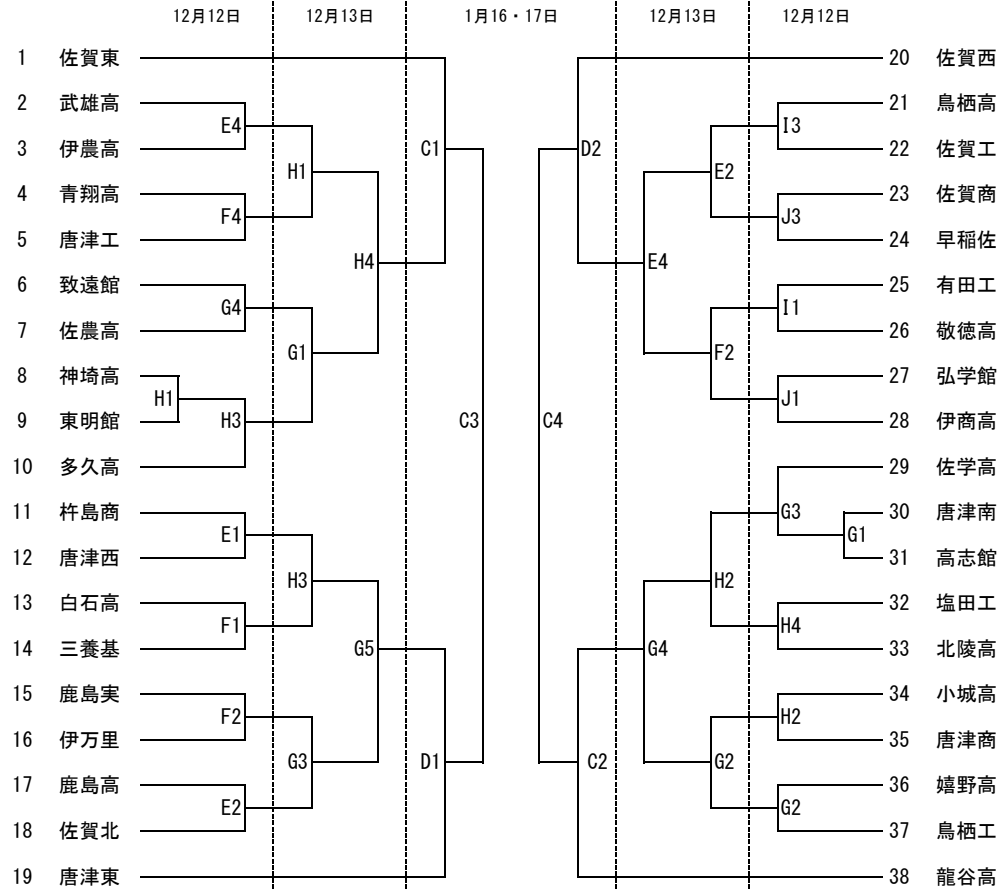 12月12日 12月13日 1月16・17日 12月13日 12月12日
1 佐賀東 20 佐賀西
2 武雄高 21 鳥栖高
E4 I3
3 伊農高 C1 D2 22 佐賀工
H1 E2
4 青翔高 23 佐賀商
F4 J3
5 唐津工 24 早稲佐
H4 E4
6 致遠館 25 有田工
G4 I1
7 佐農高 26 敬徳高
G1 F2
8 神埼高 27 弘学館
H1 J1
9 東明館 H3 C3 C4 28 伊商高
10 多久高 29 佐学高
11 杵島商 G3 30 唐津南
E1 G1
12 唐津西 31 高志館
H3 H2
13 白石高 32 塩田工
F1 H4
14 三養基 G5 G4 33 北陵高
15 鹿島実 34 小城高
F2 H2
16 伊万里 35 唐津商
G3 D1 C2 G2
17 鹿島高 36 嬉野高
E2 G2
18 佐賀北 37 鳥栖工
19 唐津東 38 龍谷高